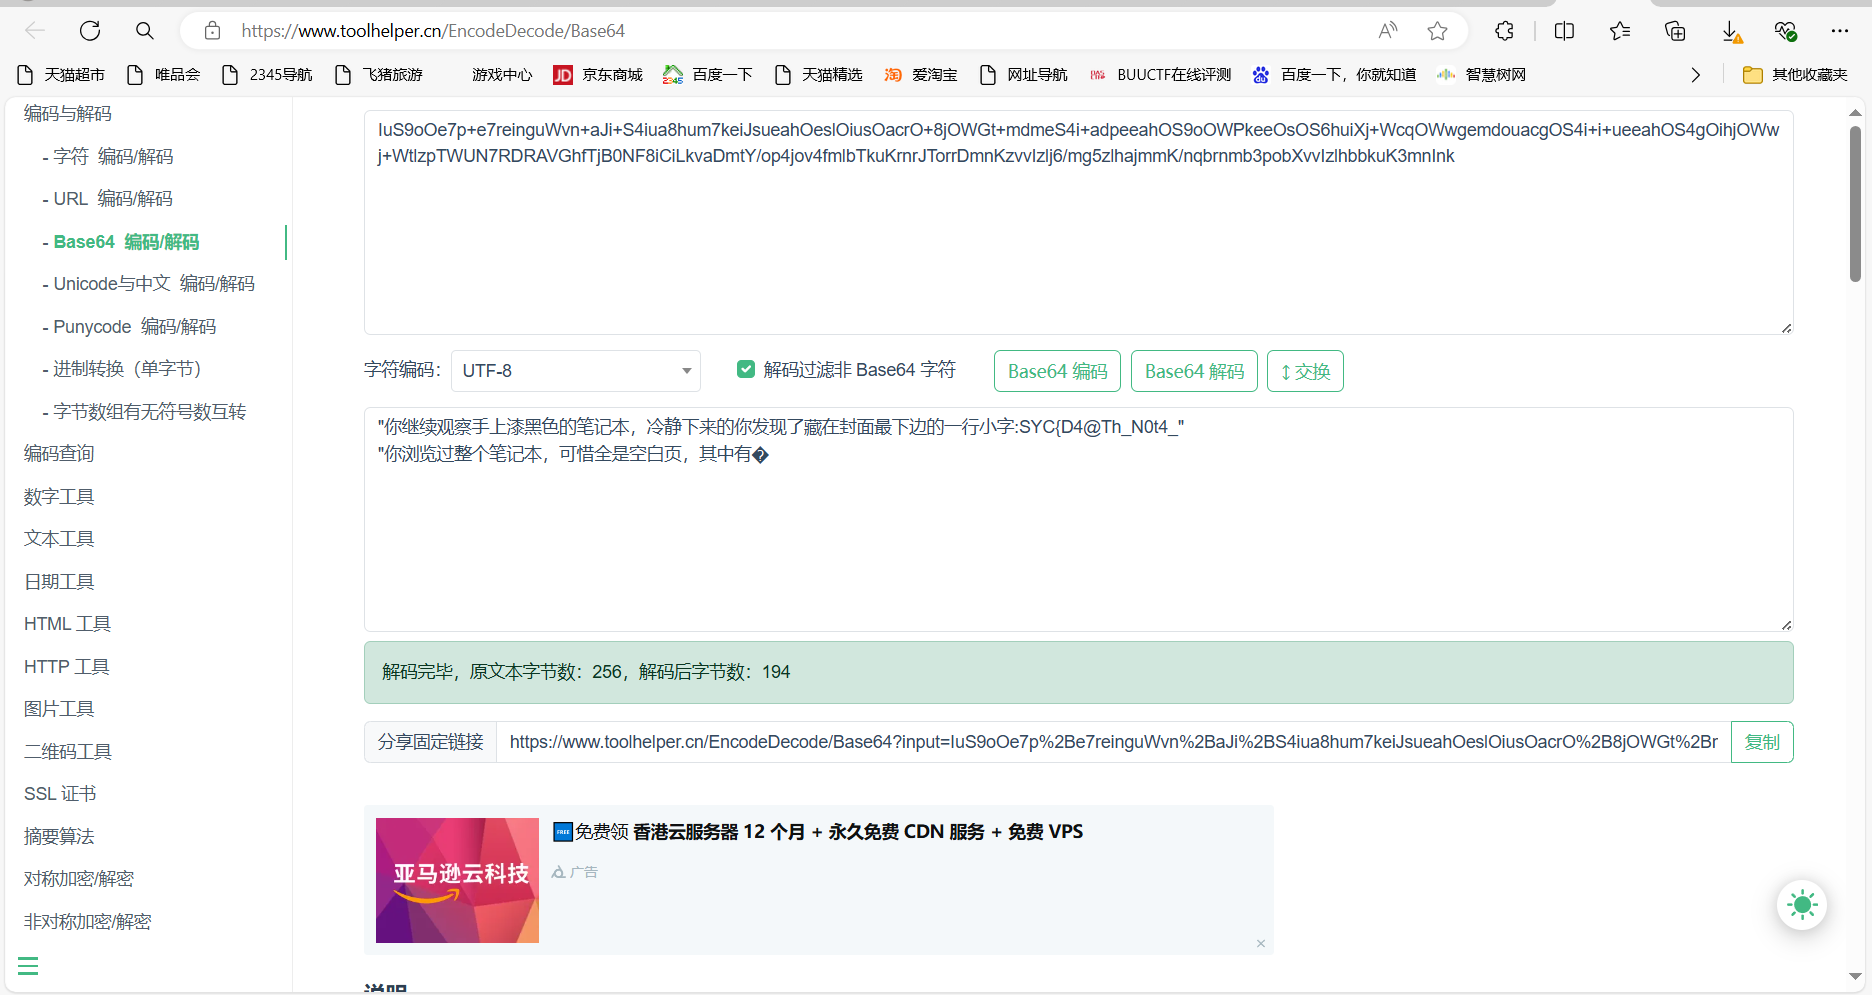 https://www.toolhelper.cn/EncodeDecode/Base64
天猫超市 唯品会 2345导航 飞猪旅游 游戏中心 JD 京东商城 2345 百度一下 天猫精选 淘 爱淘宝 网址导航 BUUCTF在线评测 du 百度一下，你就知道 智慧树网 其他收藏夹
编码与解码
- 字符 编码/解码
- URL 编码/解码
- Base64 编码/解码
- Unicode与中文 编码/解码
- Punycode 编码/解码
- 进制转换（单字节）
- 字节数组有无符号数互转
编码查询
数字工具
文本工具
日期工具
HTML 工具
HTTP 工具
图片工具
二维码工具
SSL 证书
摘要算法
对称加密/解密
非对称加密/解密
IuS9oOe7p+e7reinguWvn+aJi+S4iua8hum7keiJsueahOeslOiusOacrO+8jOWGt+mdmeS4i+adpeeahOS9oOWPkeeOsOS6huiXj+WcqOWwgemdouacgOS4i+i+ueeahOS4gOihjOWw
j+WtlzpTWUN7RDRAVGhfTjB0NF8iCiLkvaDmtY/op4jov4fmlbTkuKrnrJTorrDmnKzvvIzlj6/mg5zlhajmmK/nqbrnmb3pobXvvIzlhbbkuK3mnInk
字符编码： UTF-8 解码过滤非 Base64 字符 Base64 编码 Base64 解码 ↕交换
"你继续观察手上漆黑色的笔记本，冷静下来的你发现了藏在封面最下边的一行小字:SYC{D4@Th_N0t4_"
"你浏览过整个笔记本，可惜全是空白页，其中有�
解码完毕，原文本字节数：256，解码后字节数：194
分享固定链接 https://www.toolhelper.cn/EncodeDecode/Base64?input=IuS9oOe7p%2Be7reinguWvn%2BaJi%2BS4iua8hum7keiJsueahOeslOiusOacrO%2B8jOWGt%2Br 复制
亚马逊云科技
FREE 免费领 香港云服务器 12 个月 + 永久免费 CDN 服务 + 免费 VPS
广告
说明